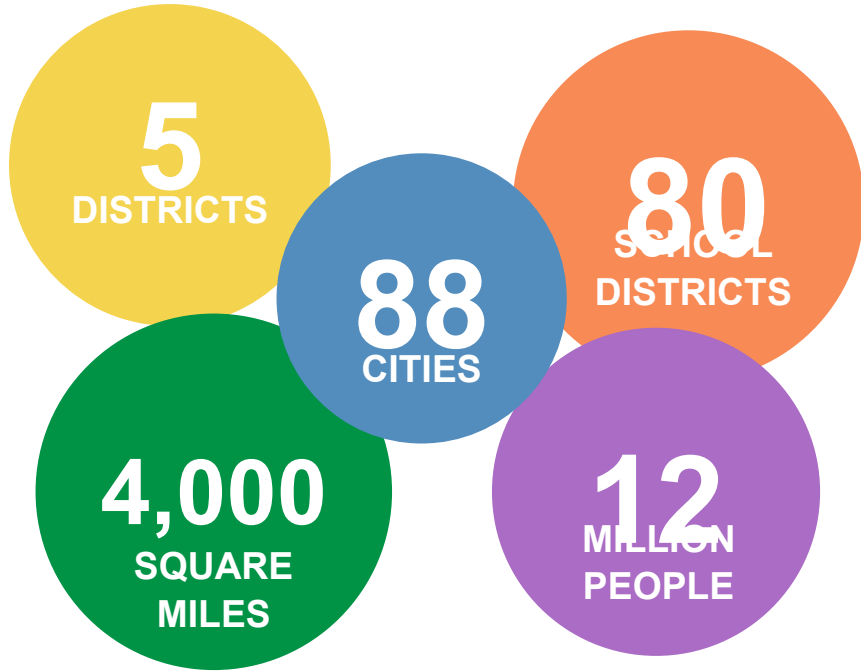 5
DISTRICTS
80
SCHOOL
DISTRICTS
88
CITIES
4,000
SQUARE
MILES
12
MILLION
PEOPLE